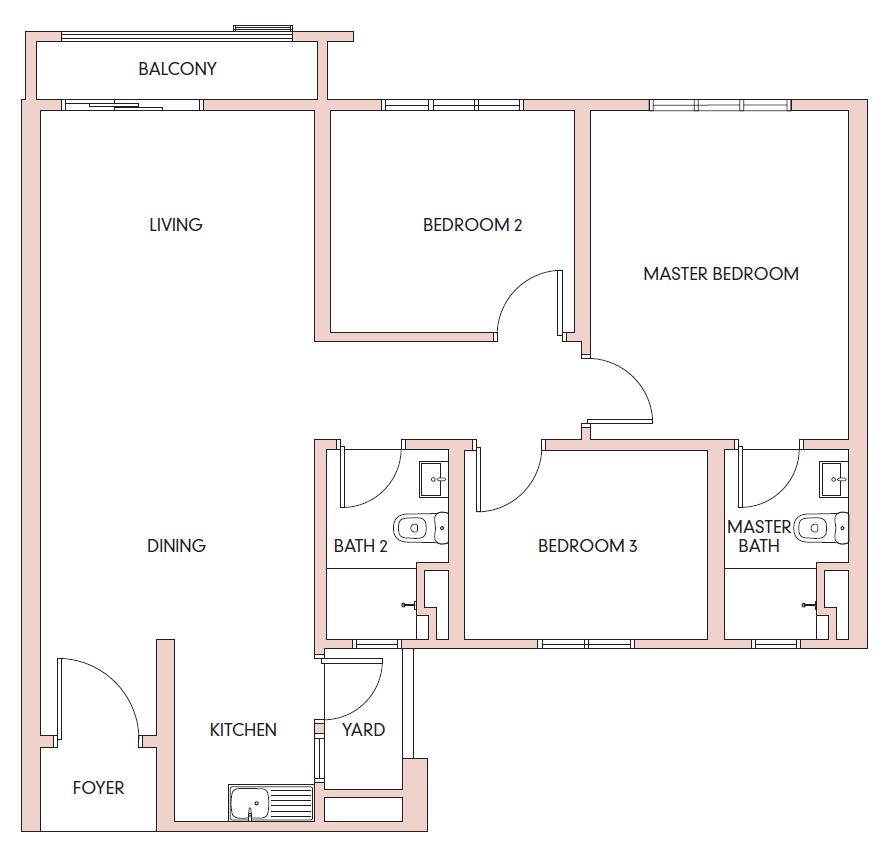 BALCONY
LIVING
BEDROOM 2
MASTER BEDROOM
DINING
BATH 2
BEDROOM 3
MASTER
BATH
KITCHEN
YARD
FOYER